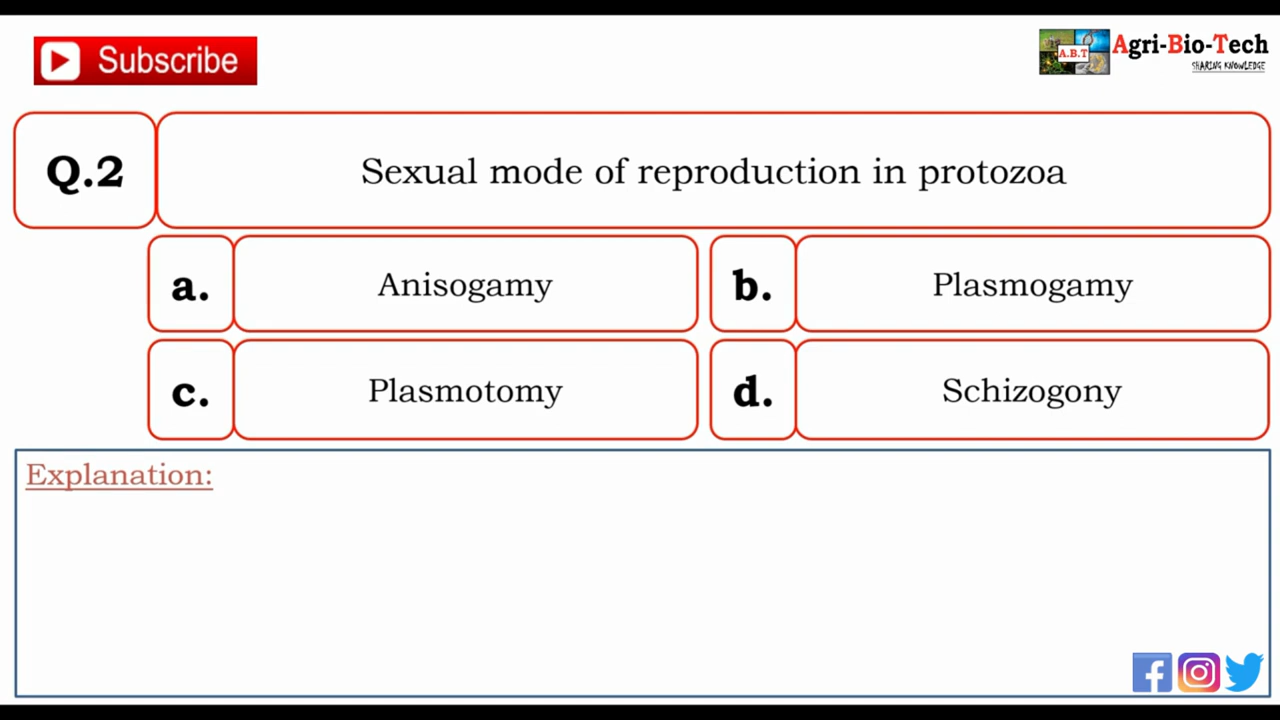 Subscribe
A.B.T
Agri-Bio-Tech
SHARING KNOWLEDGE
Q.2
Sexual mode of reproduction in protozoa
a.
Anisogamy
b.
Plasmogamy
c.
Plasmotomy
d.
Schizogony
Explanation: